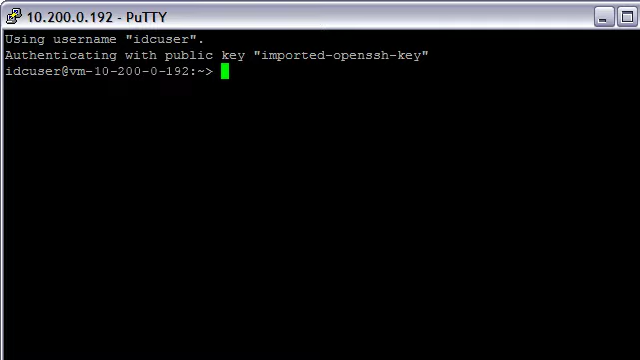 10.200.0.192 - PuTTY
Using username "idcuser".
Authenticating with public key "imported-openssh-key"
idcuser@vm-10-200-0-192:~>